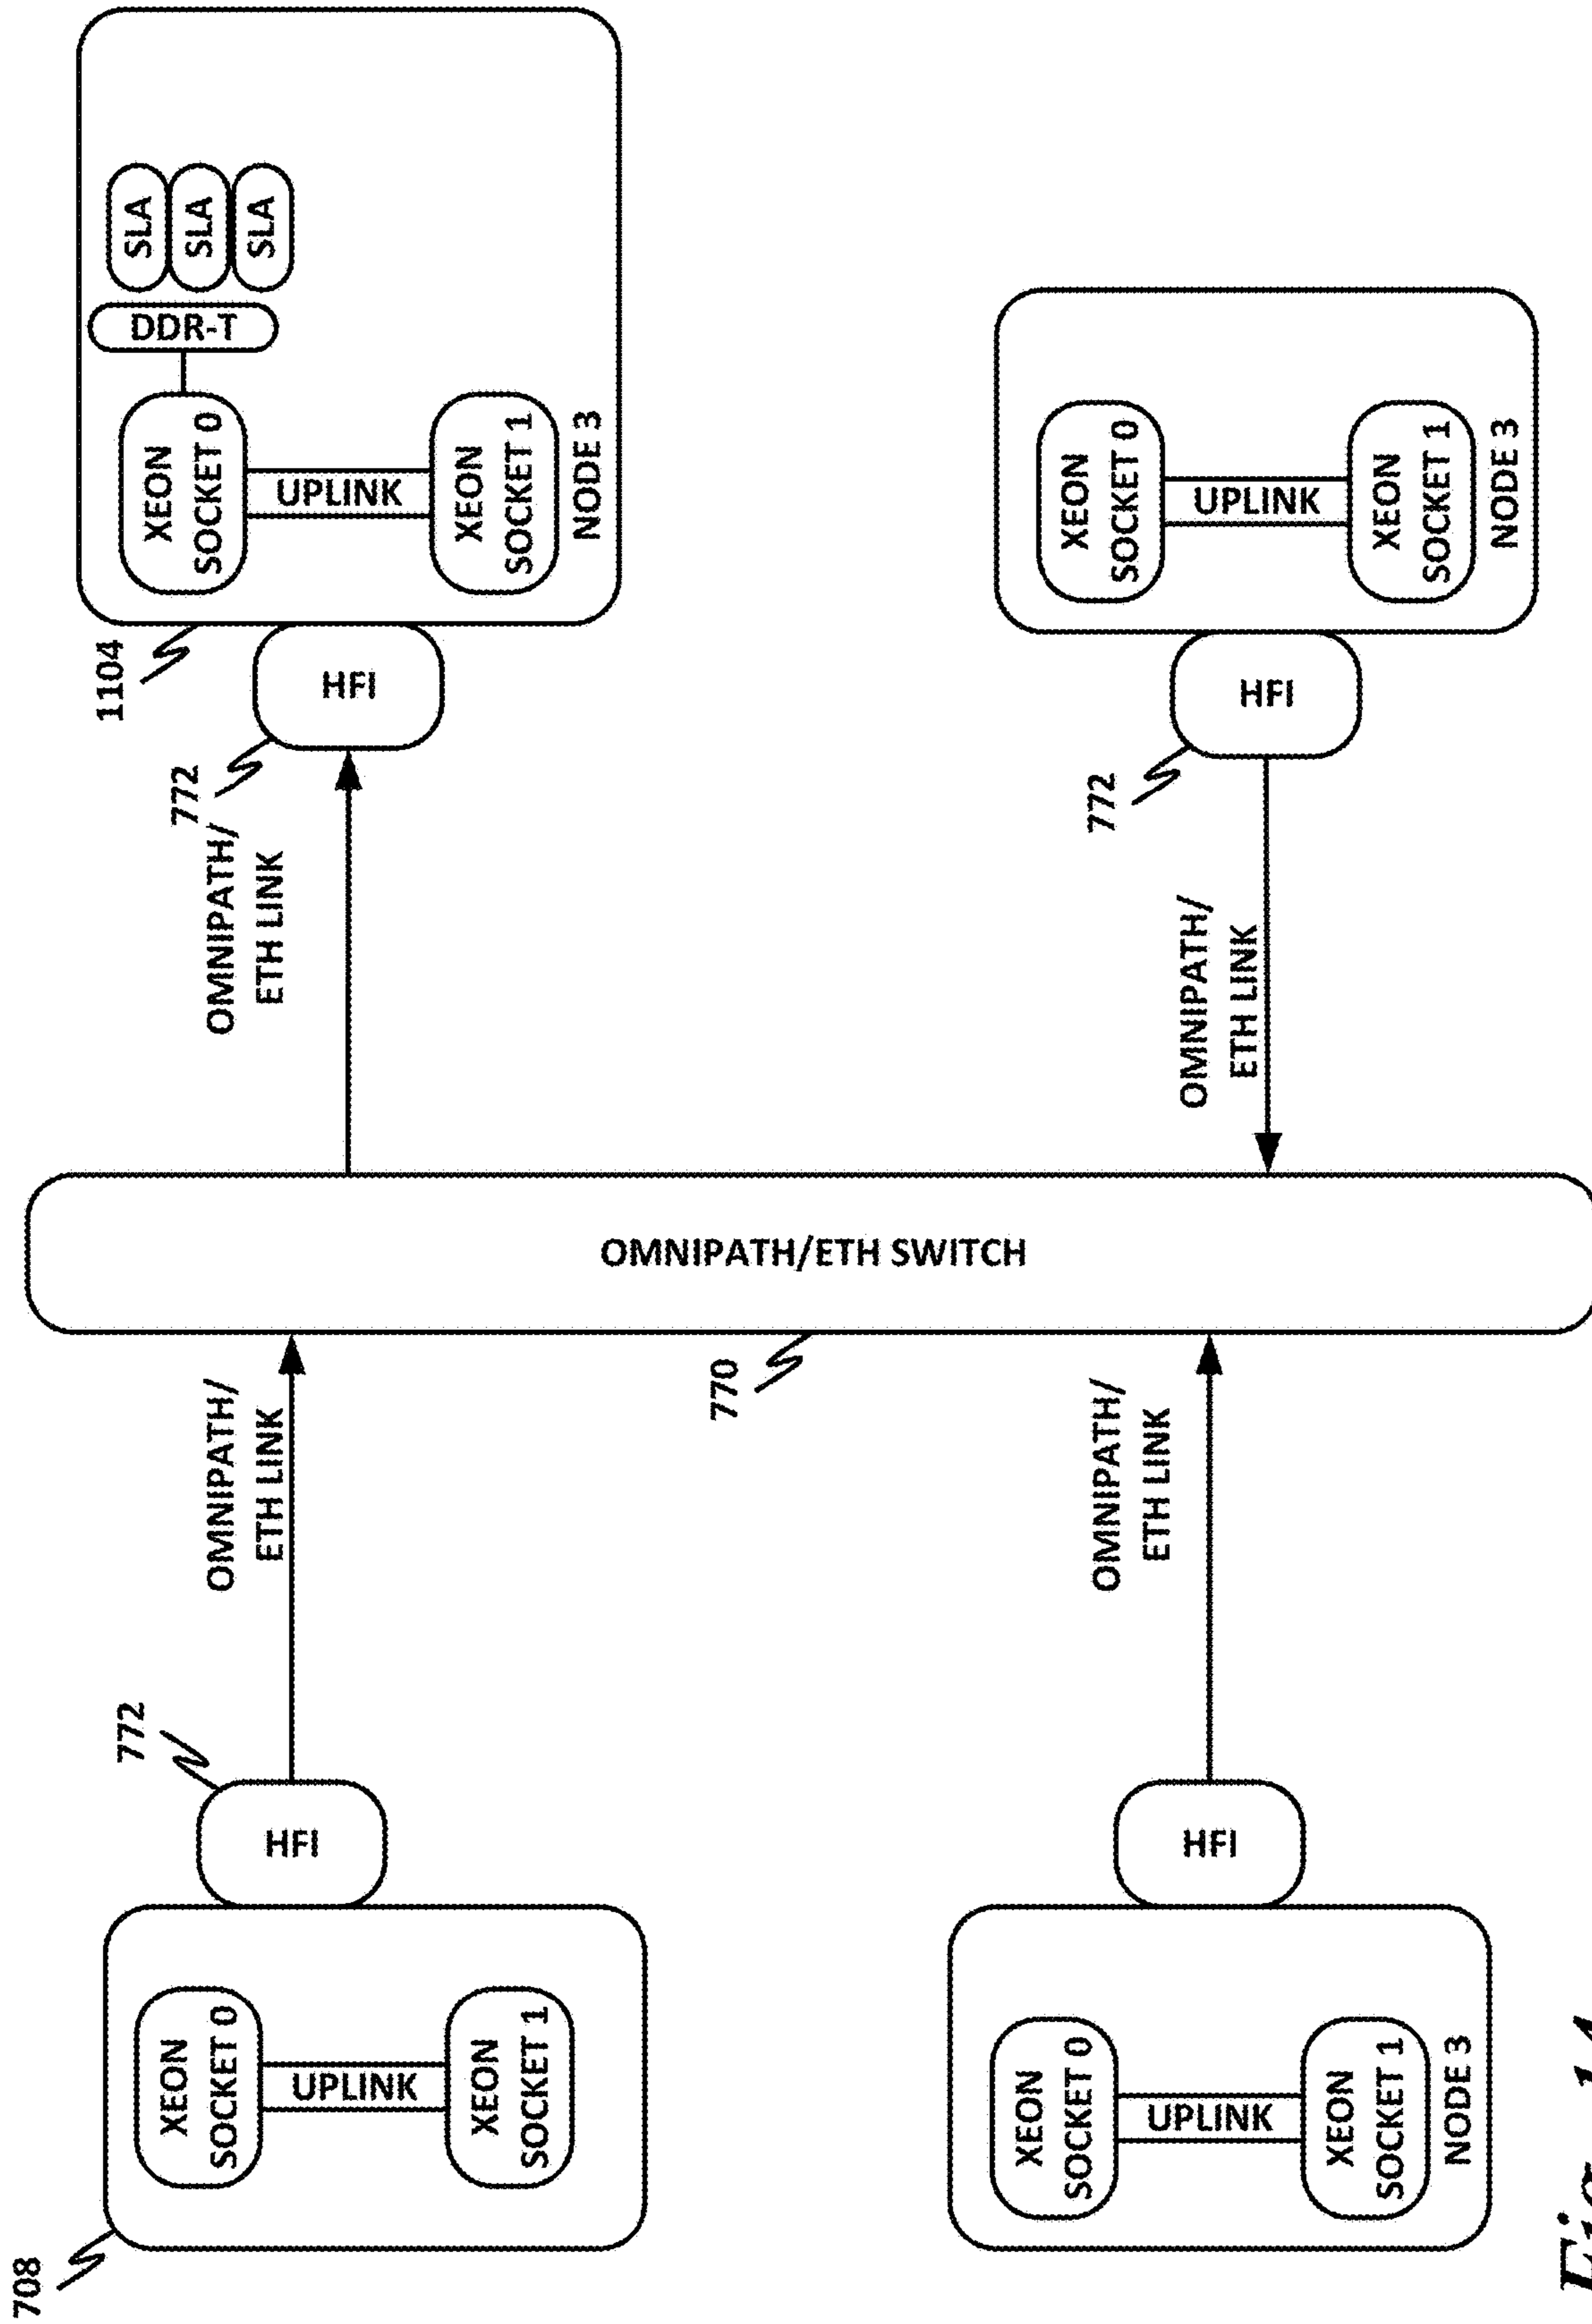 SLA
SLA
SLA
DDR-T
XEON
SOCKET 0
UPLINK
XEON
SOCKET 1
NODE 3
1104
HFI
772
OMNIPATH/
ETH LINK
XEON
SOCKET 0
UPLINK
XEON
SOCKET 1
NODE 3
HFI
772
OMNIPATH/
ETH LINK
OMNIPATH/ETH SWITCH
770
OMNIPATH/
ETH LINK
772
HFI
XEON
SOCKET 0
UPLINK
XEON
SOCKET 1
708
OMNIPATH/
ETH LINK
HFI
XEON
SOCKET 0
UPLINK
XEON
SOCKET 1
NODE 3
Fig. 14